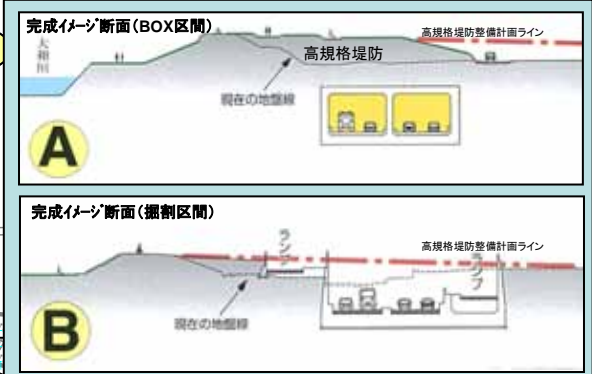 完成イメージ断面(BOX区間)
高規格堤防整備計画ライン
高規格堤防
現在の地盤線
A
完成イメージ断面(掘割区間)
ランプ
高規格堤防整備計画ライン
ランプ
現在の地盤線
B